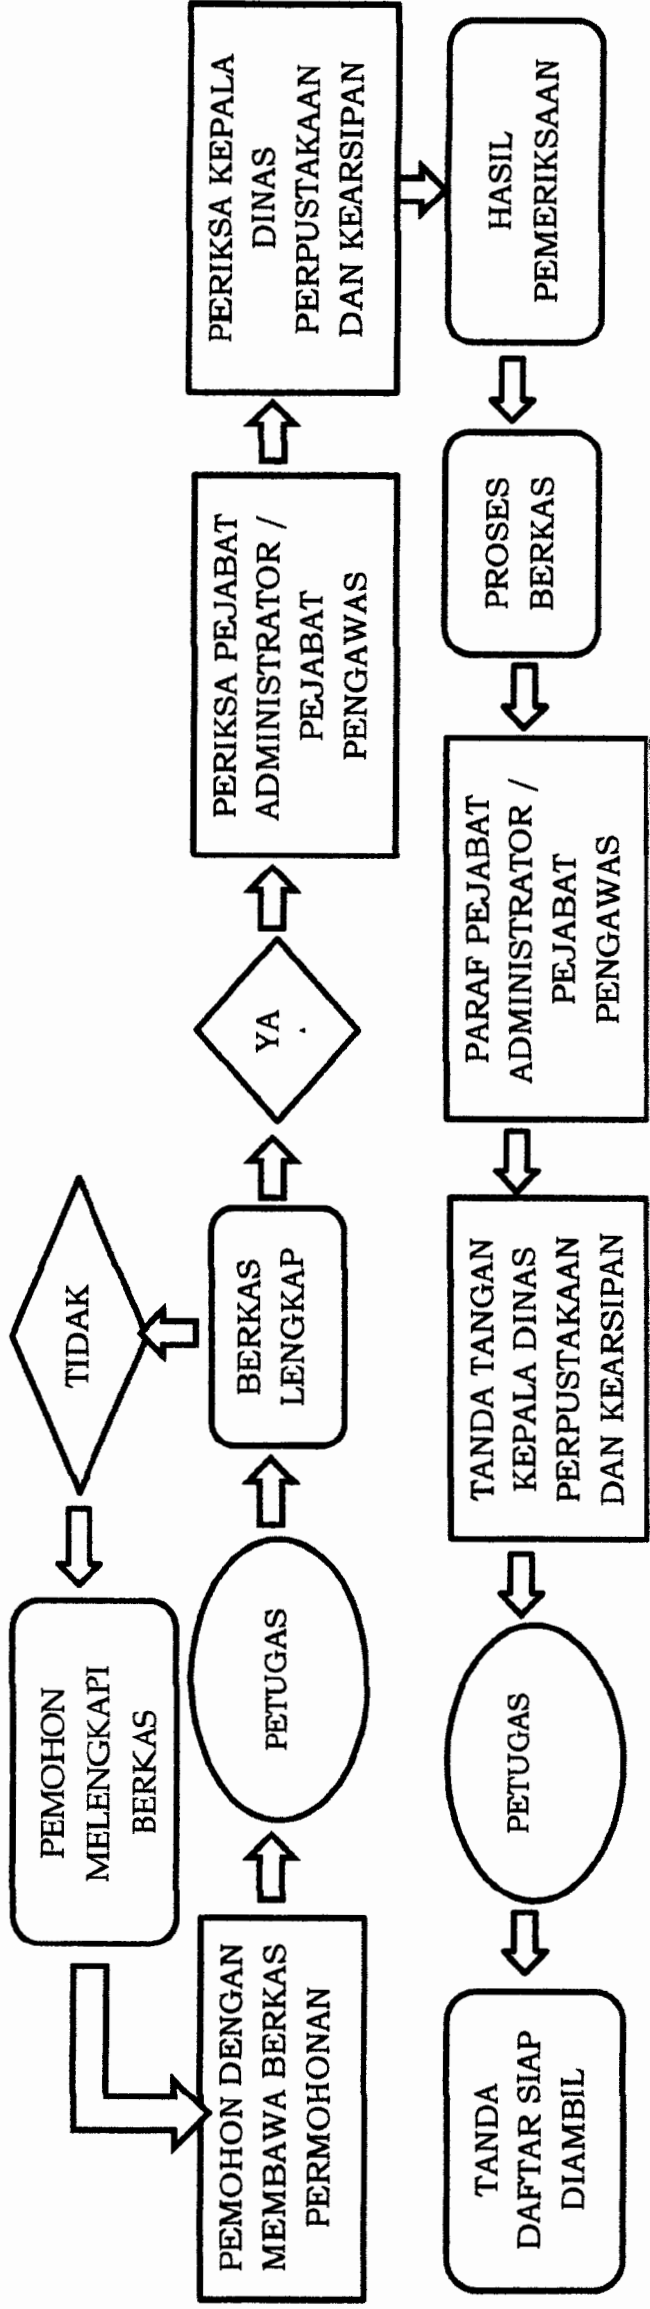 PEMOHON
MELENGKAPI
BERKAS
TIDAK
PEMOHON DENGAN
MEMBAWA BERKAS
PERMOHONAN
PETUGAS
BERKAS
LENGKAP
YA
PERIKSA PEJABAT
ADMINISTRATOR /
PEJABAT
PENGAWAS
PERIKSA KEPALA
DINAS
PERPUSTAKAAN
DAN KEARSIPAN
HASIL
PEMERIKSAAN
PROSES
BERKAS
PARAF PEJABAT
ADMINISTRATOR /
PEJABAT
PENGAWAS
TANDA TANGAN
KEPALA DINAS
PERPUSTAKAAN
DAN KEARSIPAN
PETUGAS
TANDA
DAFTAR SIAP
DIAMBIL